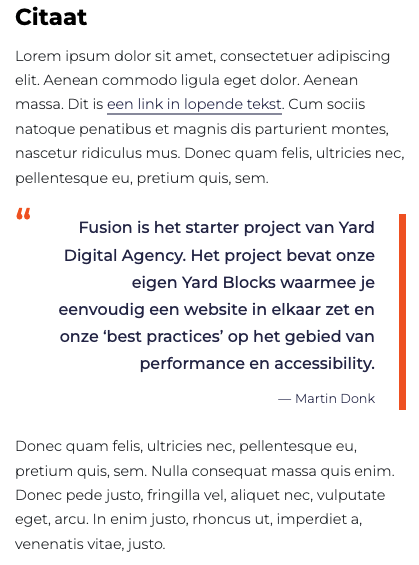 Citaat
Lorem ipsum dolor sit amet, consectetuer adipiscing
elit. Aenean commodo ligula eget dolor. Aenean
massa. Dit is een link in lopende tekst. Cum sociis
natoque penatibus et magnis dis parturient montes,
nascetur ridiculus mus. Donec quam felis, ultricies nec,
pellentesque eu, pretium quis, sem.
“
Fusion is het starter project van Yard
Digital Agency. Het project bevat onze
eigen Yard Blocks waarmee je
eenvoudig een website in elkaar zet en
onze ‘best practices’ op het gebied van
performance en accessibility.
— Martin Donk
Donec quam felis, ultricies nec, pellentesque eu,
pretium quis, sem. Nulla consequat massa quis enim.
Donec pede justo, fringilla vel, aliquet nec, vulputate
eget, arcu. In enim justo, rhoncus ut, imperdiet a,
venenatis vitae, justo.